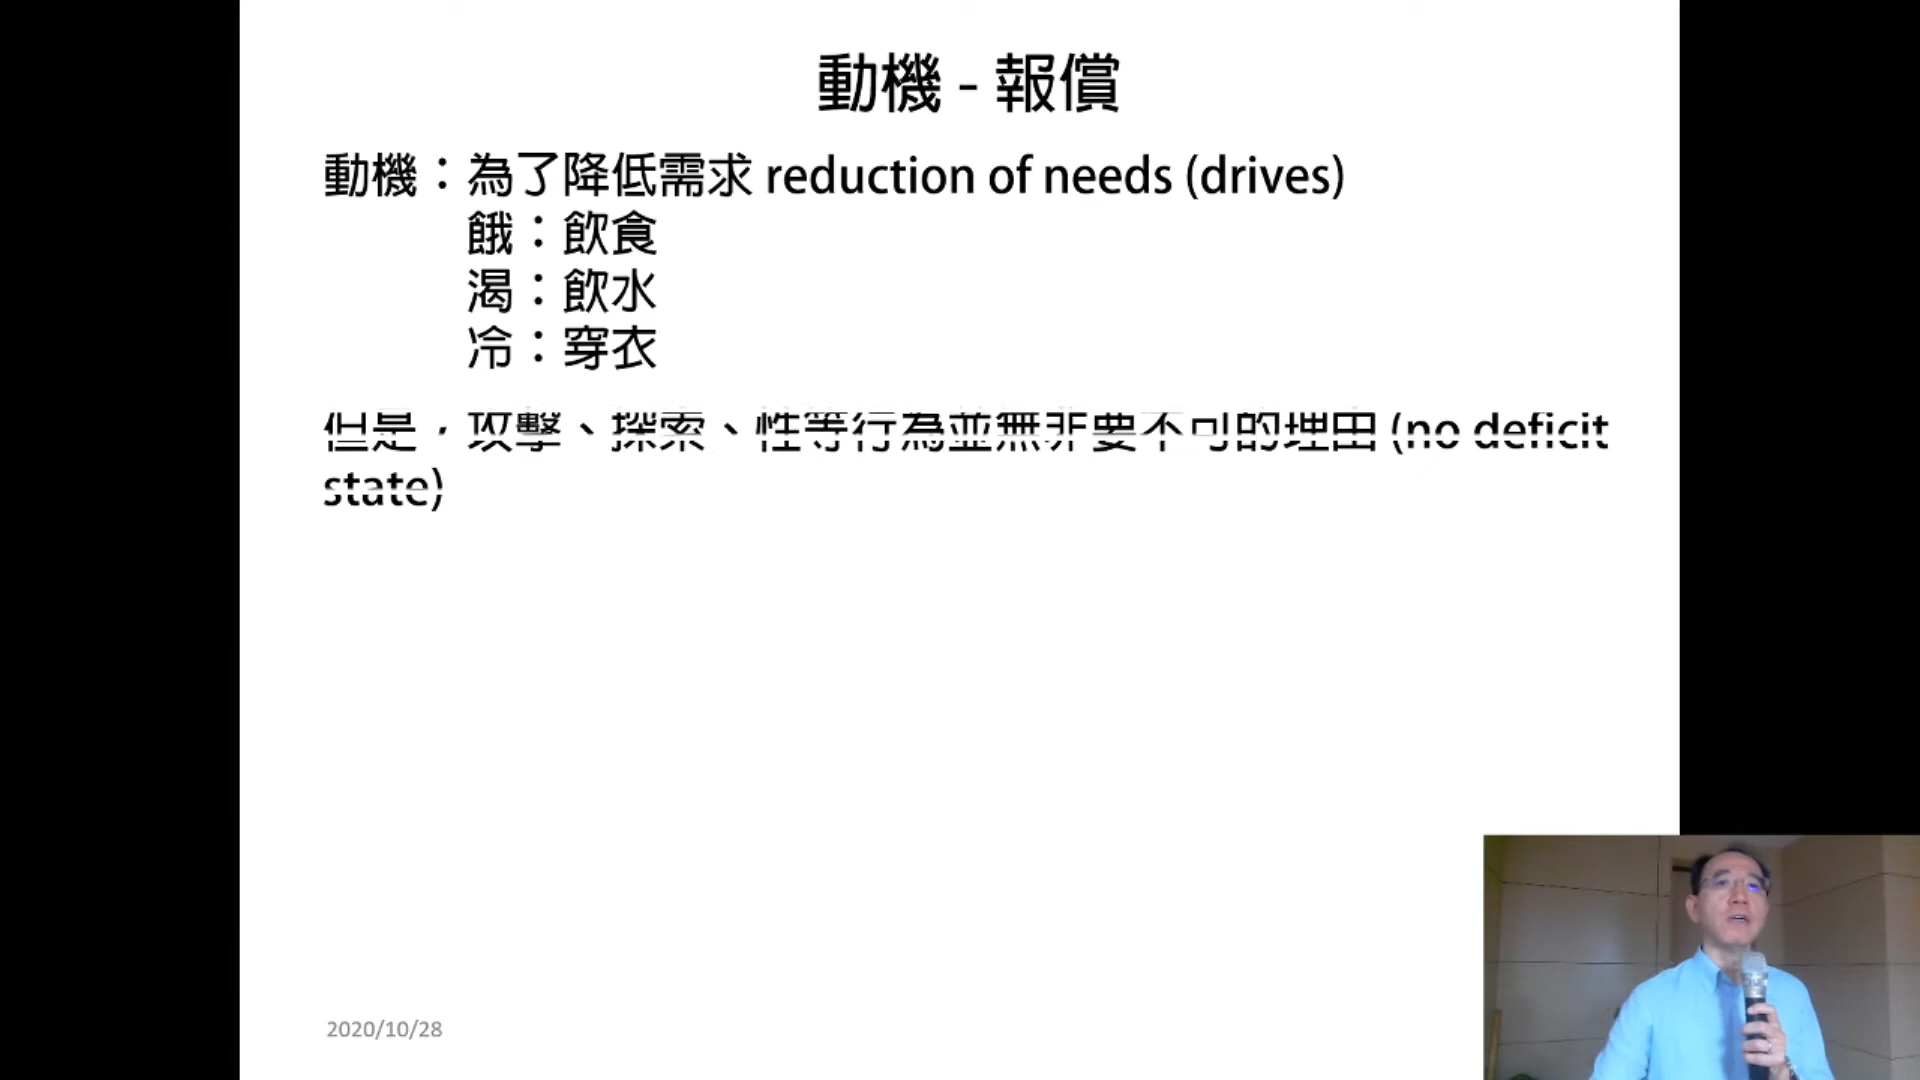 動機 - 報償
動機：為了降低需求 reduction of needs (drives)
餓：飲食
渴：飲水
冷：穿衣
但是，攻擊、探索、性等行為並無非要不可的理由 (no deficit
state)
2020/10/28